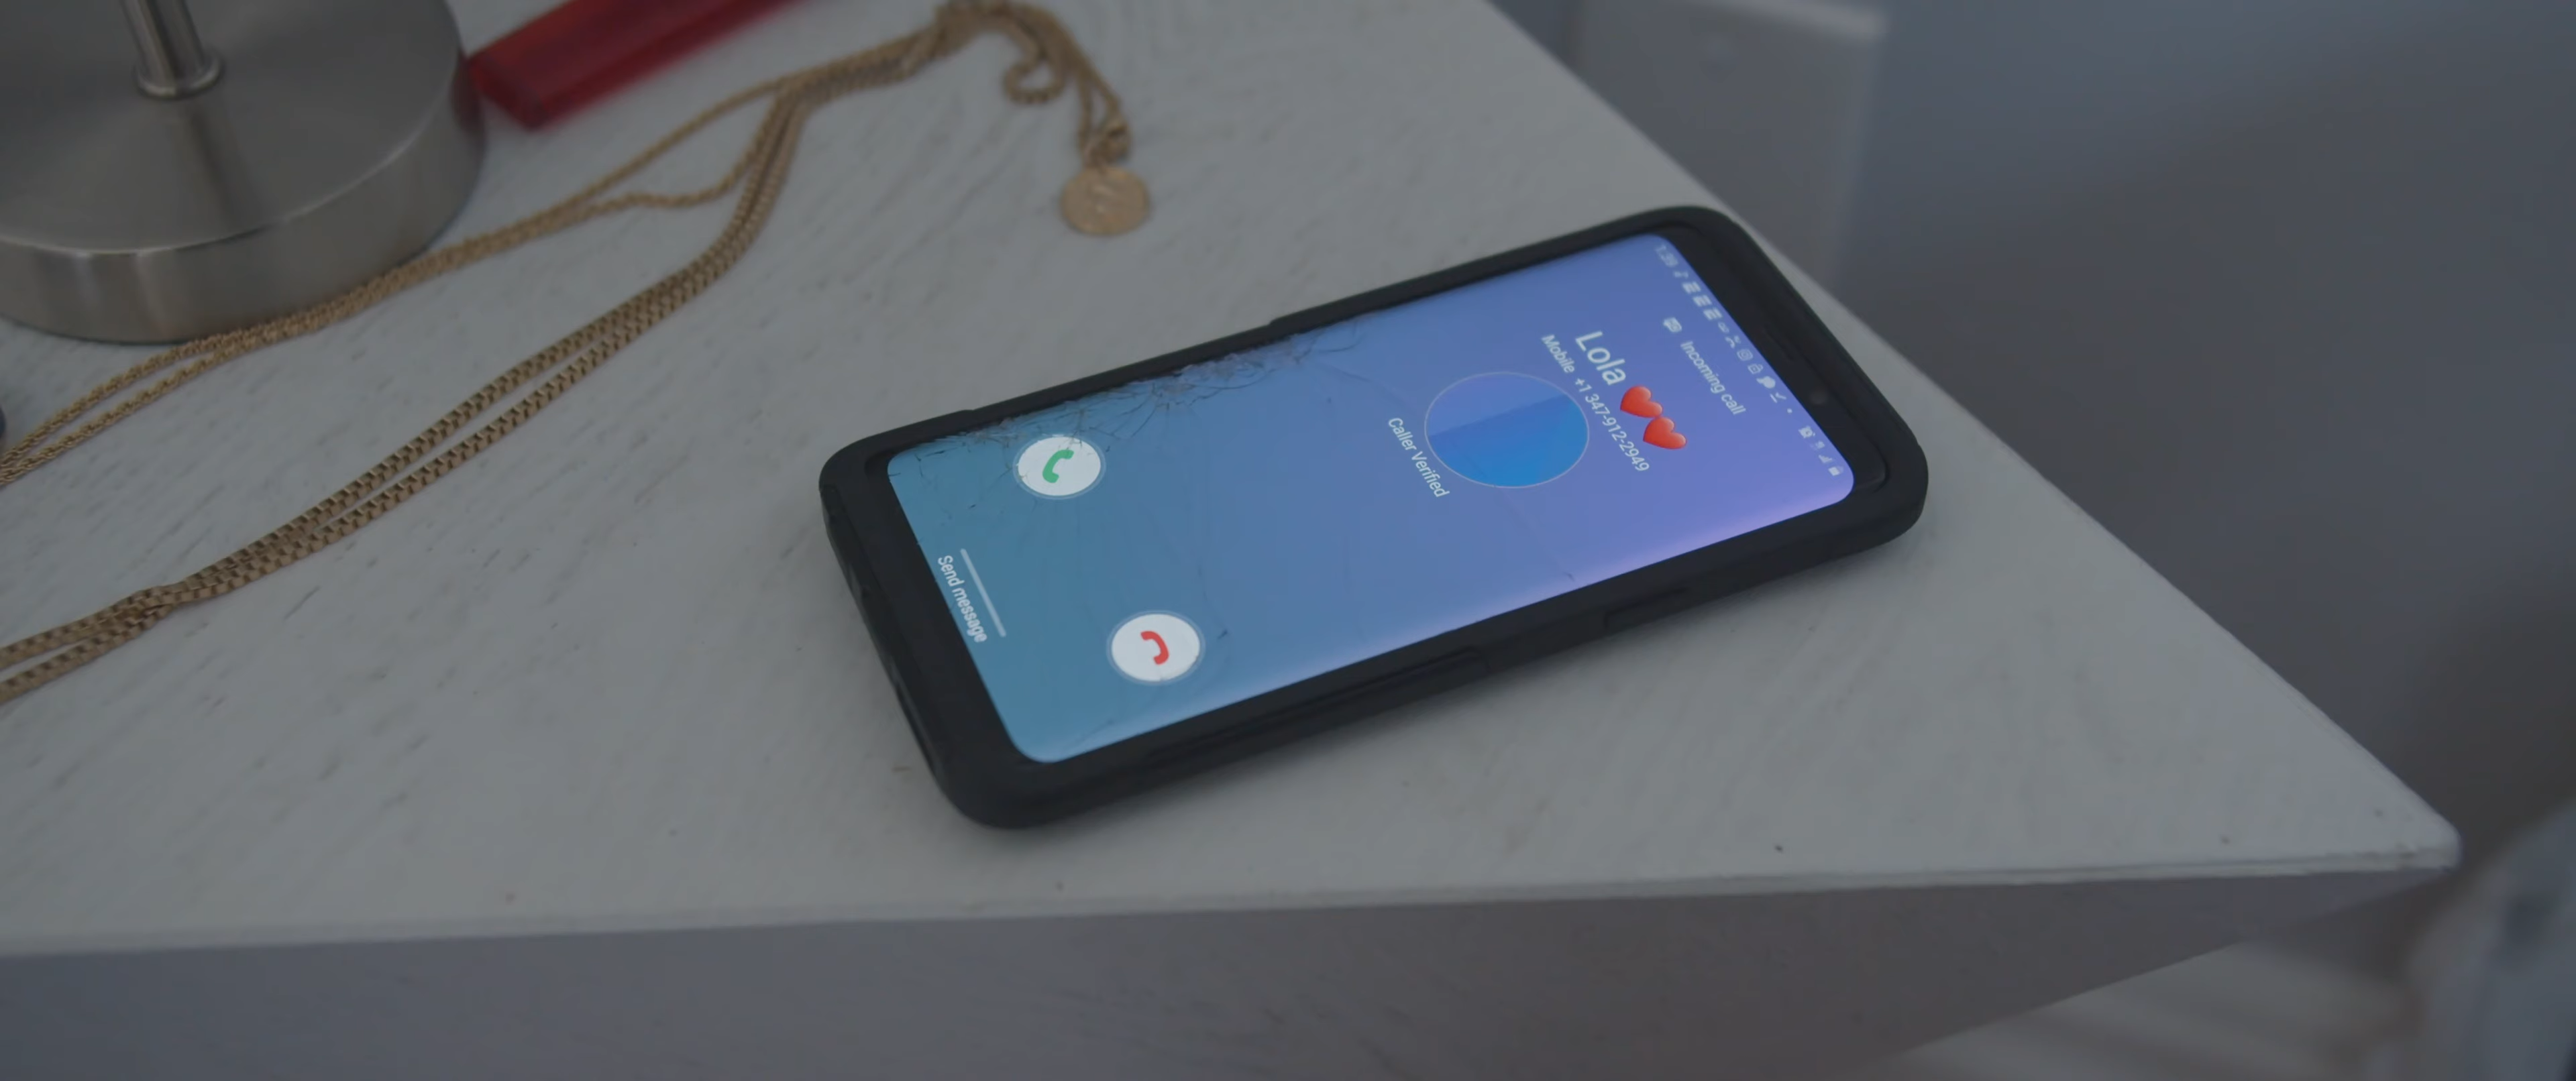 Incoming call
Lola ❤️❤️
Mobile +1 347-912-2949
Caller Verified
Send message